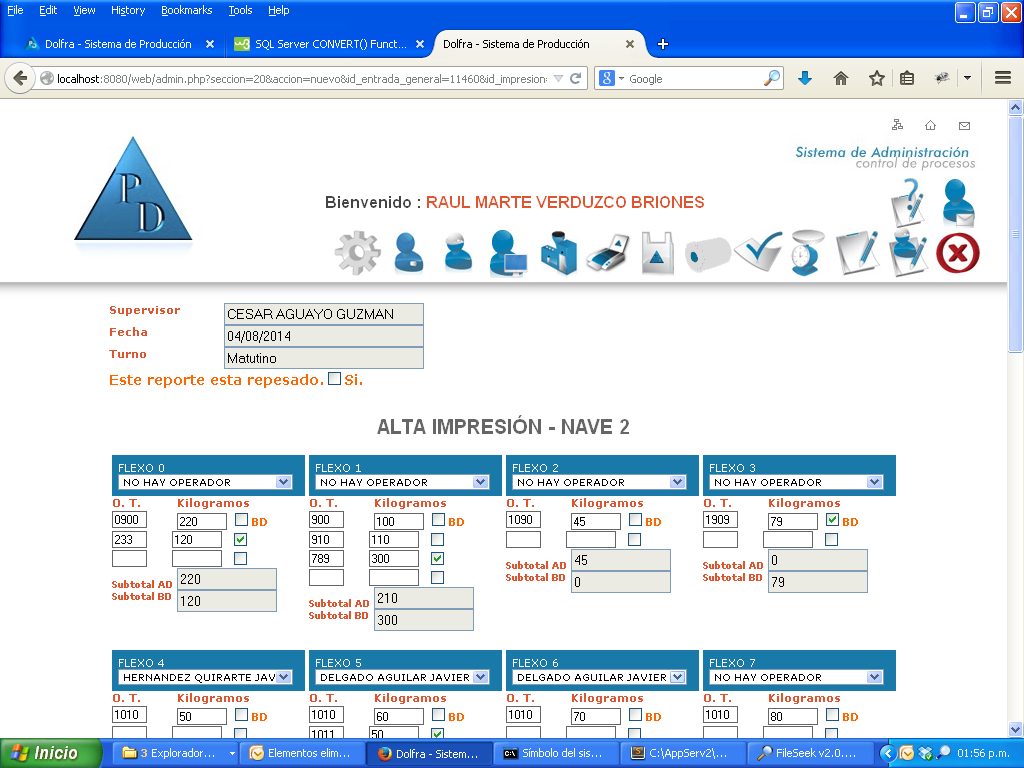 File Edit View History Bookmarks Tools Help
Dolfra - Sistema de Producción
SQL Server CONVERT() Funct...
Dolfra - Sistema de Producción
localhost:8080/web/admin.php?seccion=20&accion=nuevo&id_entrada_general=11460&id_impresion=
Google
Sistema de Administración
control de procesos
PD
Bienvenido : RAUL MARTE VERDUZCO BRIONES
Supervisor CESAR AGUAYO GUZMAN
Fecha 04/08/2014
Turno Matutino
Este reporte esta repesado. Si.
ALTA IMPRESIÓN - NAVE 2
FLEXO 0
NO HAY OPERADOR
O. T. Kilogramos
0900 220 BD
233 120
Subtotal AD 220
Subtotal BD 120
FLEXO 1
NO HAY OPERADOR
O. T. Kilogramos
900 100 BD
910 110
789 300
Subtotal AD 210
Subtotal BD 300
FLEXO 2
NO HAY OPERADOR
O. T. Kilogramos
1090 45 BD
Subtotal AD 45
Subtotal BD 0
FLEXO 3
NO HAY OPERADOR
O. T. Kilogramos
1909 79 BD
Subtotal AD 0
Subtotal BD 79
FLEXO 4
HERNANDEZ QUIRARTE JAV
O. T. Kilogramos
1010 50 BD
FLEXO 5
DELGADO AGUILAR JAVIER
O. T. Kilogramos
1010 60 BD
1011 50
FLEXO 6
DELGADO AGUILAR JAVIER
O. T. Kilogramos
1010 70 BD
FLEXO 7
NO HAY OPERADOR
O. T. Kilogramos
1010 80 BD
Inicio
3 Explorador...
Elementos elim...
Dolfra - Sistem...
Símbolo del sis...
C:\AppServ2\...
FileSeek v2.0....
01:56 p.m.